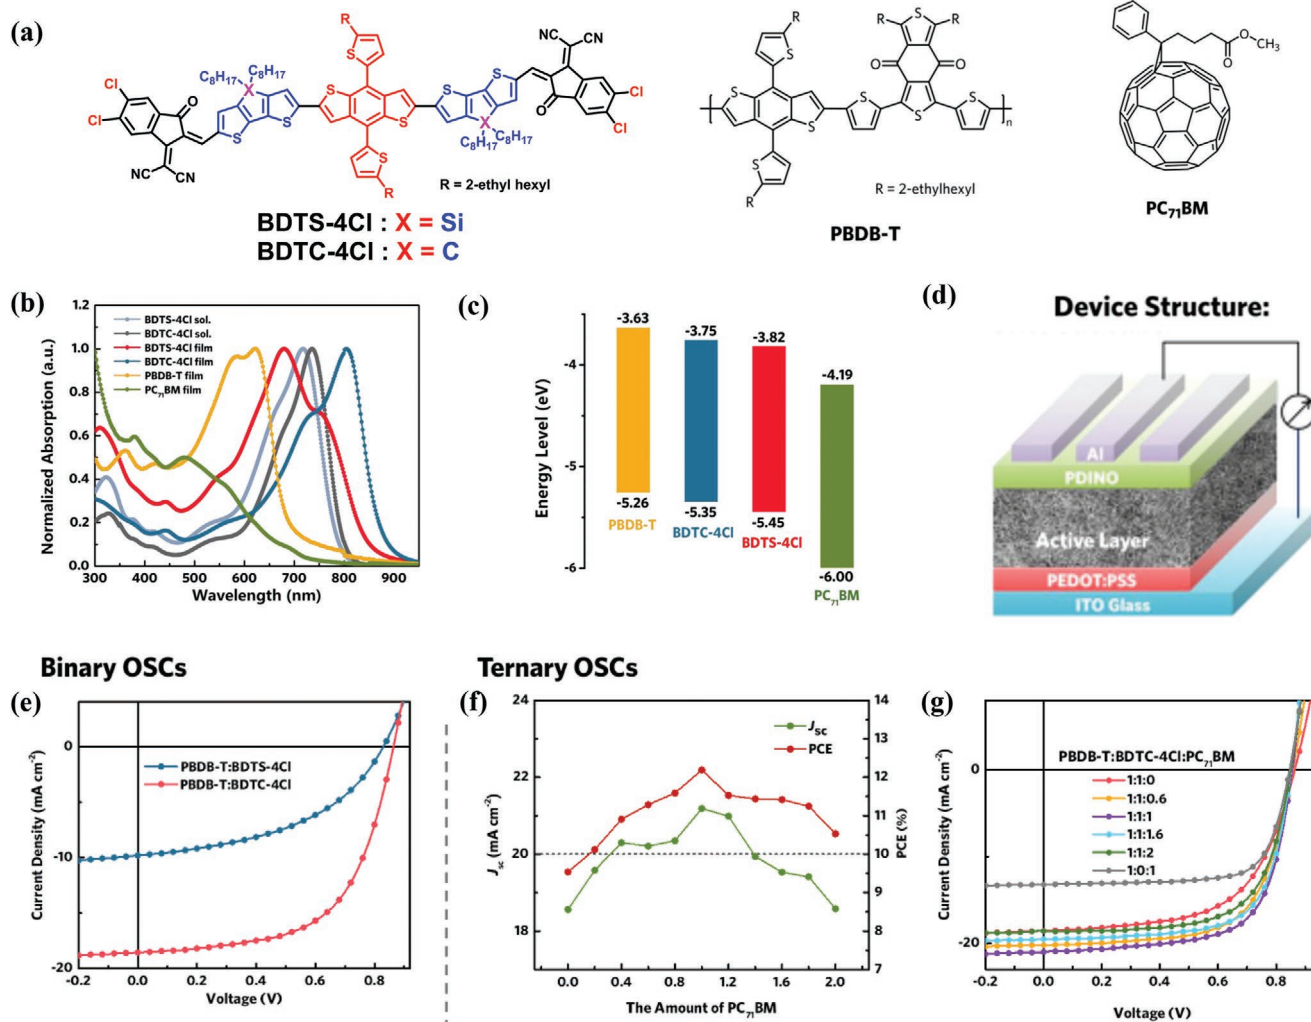 (a)
R
S
NC CN
C8H17 C8H17
Cl
Cl
O
X
S
S
S
S
S
S
X
C8H17 C8H17
O
Cl
Cl
NC CN
S
R
R = 2-ethyl hexyl
BDTS-4Cl : X = Si
BDTC-4Cl : X = C
R
S
R
S
R
O
O
S
S
S
S
S
n
S
R
R = 2-ethylhexyl
PBDB-T
O
CH3
O
PC71BM
(b)
Normalized Absorption (a.u.)
1.2
1.0
0.8
0.6
0.4
0.2
0.0
BDTS-4Cl sol.
BDTC-4Cl sol.
BDTS-4Cl film
BDTC-4Cl film
PBDB-T film
PC71BM film
300 400 500 600 700 800 900
Wavelength (nm)
(c)
Energy Level (eV)
-4
-5
-6
-3.63
-3.75
-3.82
-4.19
-5.26
-5.35
-5.45
-6.00
PBDB-T
BDTC-4Cl
BDTS-4Cl
PC71BM
(d)
Device Structure:
Al
PDINO
Active Layer
PEDOT:PSS
ITO Glass
Binary OSCs
(e)
Current Density (mA cm-2)
0
-10
-20
PBDB-T:BDTS-4Cl
PBDB-T:BDTC-4Cl
-0.2 0.0 0.2 0.4 0.6 0.8
Voltage (V)
Ternary OSCs
(f)
Jsc (mA cm-2)
24
22
20
18
Jsc
PCE
14
13
12
11
10
9
8
7
PCE (%)
0.0 0.4 0.8 1.2 1.6 2.0
The Amount of PC71BM
(g)
Current Density (mA cm-2)
0
-10
-20
PBDB-T:BDTC-4Cl:PC71BM
1:1:0
1:1:0.6
1:1:1
1:1:1.6
1:1:2
1:0:1
-0.2 0.0 0.2 0.4 0.6 0.8
Voltage (V)